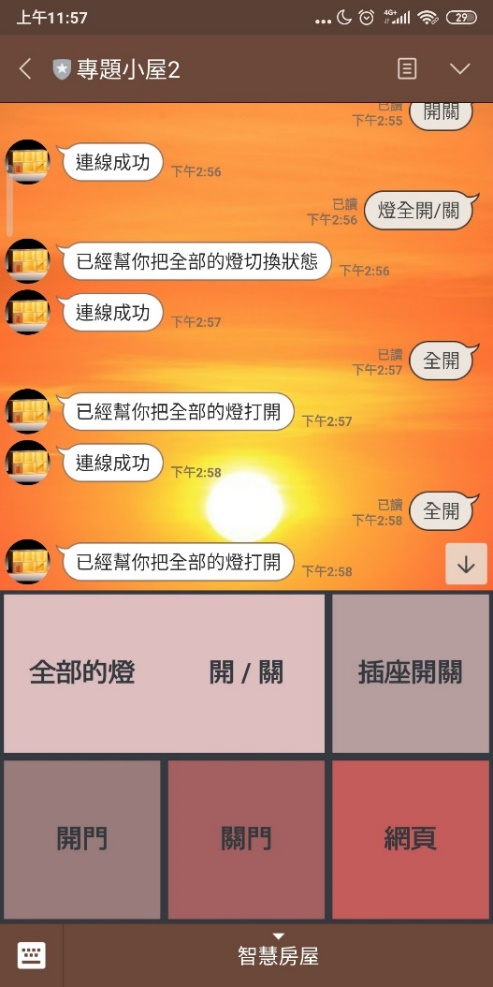 上午11:57
4G+
29
專題小屋2
已讀
下午2:55
開關
連線成功
下午2:56
已讀
下午2:56
燈全開/關
已經幫你把全部的燈切換狀態
下午2:56
連線成功
下午2:57
已讀
下午2:57
全開
已經幫你把全部的燈打開
下午2:57
連線成功
下午2:58
已讀
下午2:58
全開
已經幫你把全部的燈打開
下午2:58
全部的燈 開 / 關
插座開關
開門
關門
網頁
智慧房屋